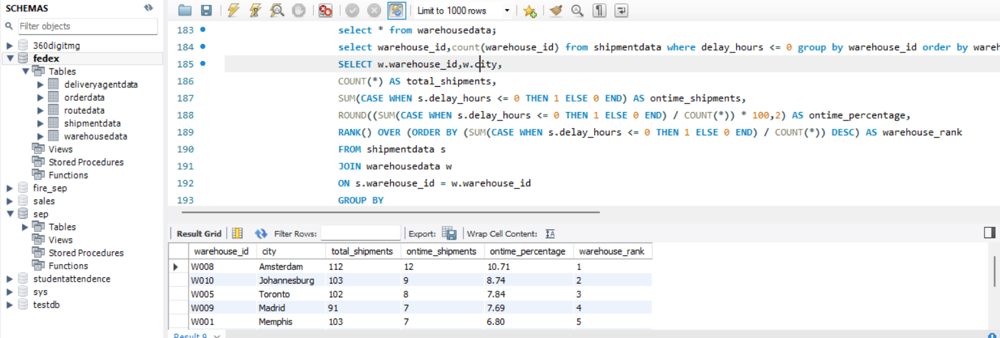 SCHEMAS
Filter objects
360digitmg
fedex
Tables
deliveryagentdata
orderdata
routedata
shipmentdata
warehousedata
Views
Stored Procedures
Functions
fire_sep
sales
sep
Tables
Views
Stored Procedures
Functions
studentattendence
sys
testdb
Limit to 1000 rows
183 select * from warehousedata;
184 select warehouse_id,count(warehouse_id) from shipmentdata where delay_hours <= 0 group by warehouse_id order by wareh
185 SELECT w.warehouse_id,w.city,
186 COUNT(*) AS total_shipments,
187 SUM(CASE WHEN s.delay_hours <= 0 THEN 1 ELSE 0 END) AS ontime_shipments,
188 ROUND((SUM(CASE WHEN s.delay_hours <= 0 THEN 1 ELSE 0 END) / COUNT(*)) * 100,2) AS ontime_percentage,
189 RANK() OVER (ORDER BY (SUM(CASE WHEN s.delay_hours <= 0 THEN 1 ELSE 0 END) / COUNT(*)) DESC) AS warehouse_rank
190 FROM shipmentdata s
191 JOIN warehousedata w
192 ON s.warehouse_id = w.warehouse_id
193 GROUP BY
Result Grid Filter Rows: Export: Wrap Cell Content:
warehouse_id city total_shipments ontime_shipments ontime_percentage warehouse_rank
W008 Amsterdam 112 12 10.71 1
W010 Johannesburg 103 9 8.74 2
W005 Toronto 102 8 7.84 3
W009 Madrid 91 7 7.69 4
W001 Memphis 103 7 6.80 5
Result 9